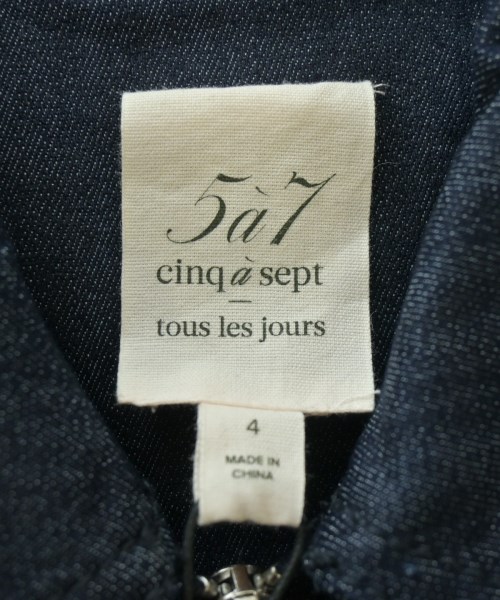 5à7
cinq à sept
tous les jours
4
MADE IN
CHINA